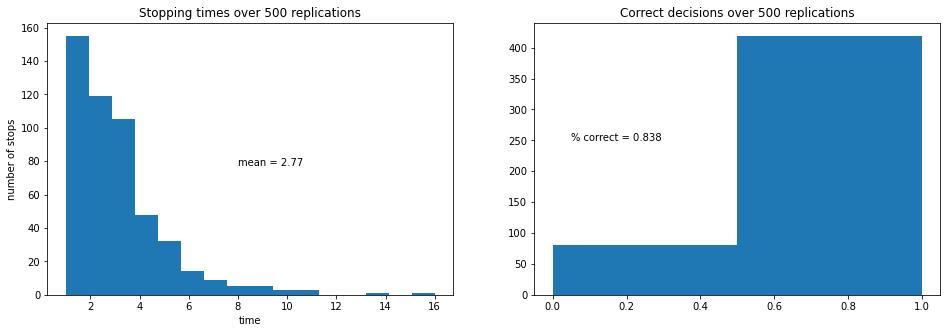 Stopping times over 500 replications
160
140
120
100
80
60
40
20
0
number of stops
mean = 2.77
2 4 6 8 10 12 14 16
time
Correct decisions over 500 replications
400
350
300
250
200
150
100
50
0
% correct = 0.838
0.0 0.2 0.4 0.6 0.8 1.0